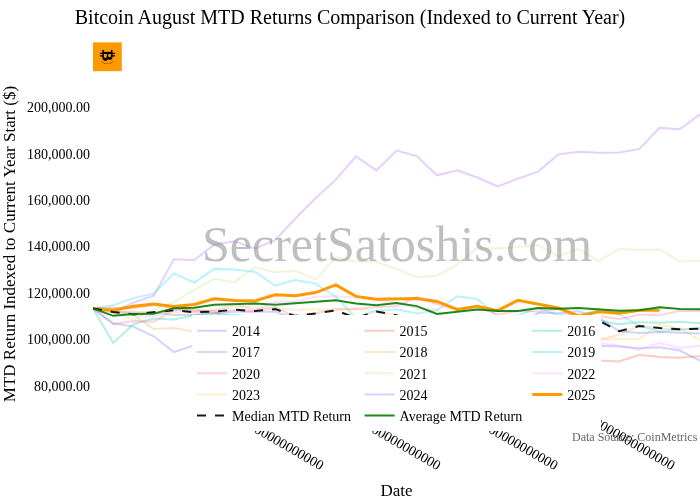 Bitcoin August MTD Returns Comparison (Indexed to Current Year)
MTD Return Indexed to Current Year Start ($)
200,000.00
180,000.00
160,000.00
140,000.00
120,000.00
100,000.00
80,000.00
SecretSatoshis.com
2014 2015 2016
2017 2018 2019
2020 2021 2022
2023 2024 2025
Median MTD Return Average MTD Return
Data Source: CoinMetrics
Date